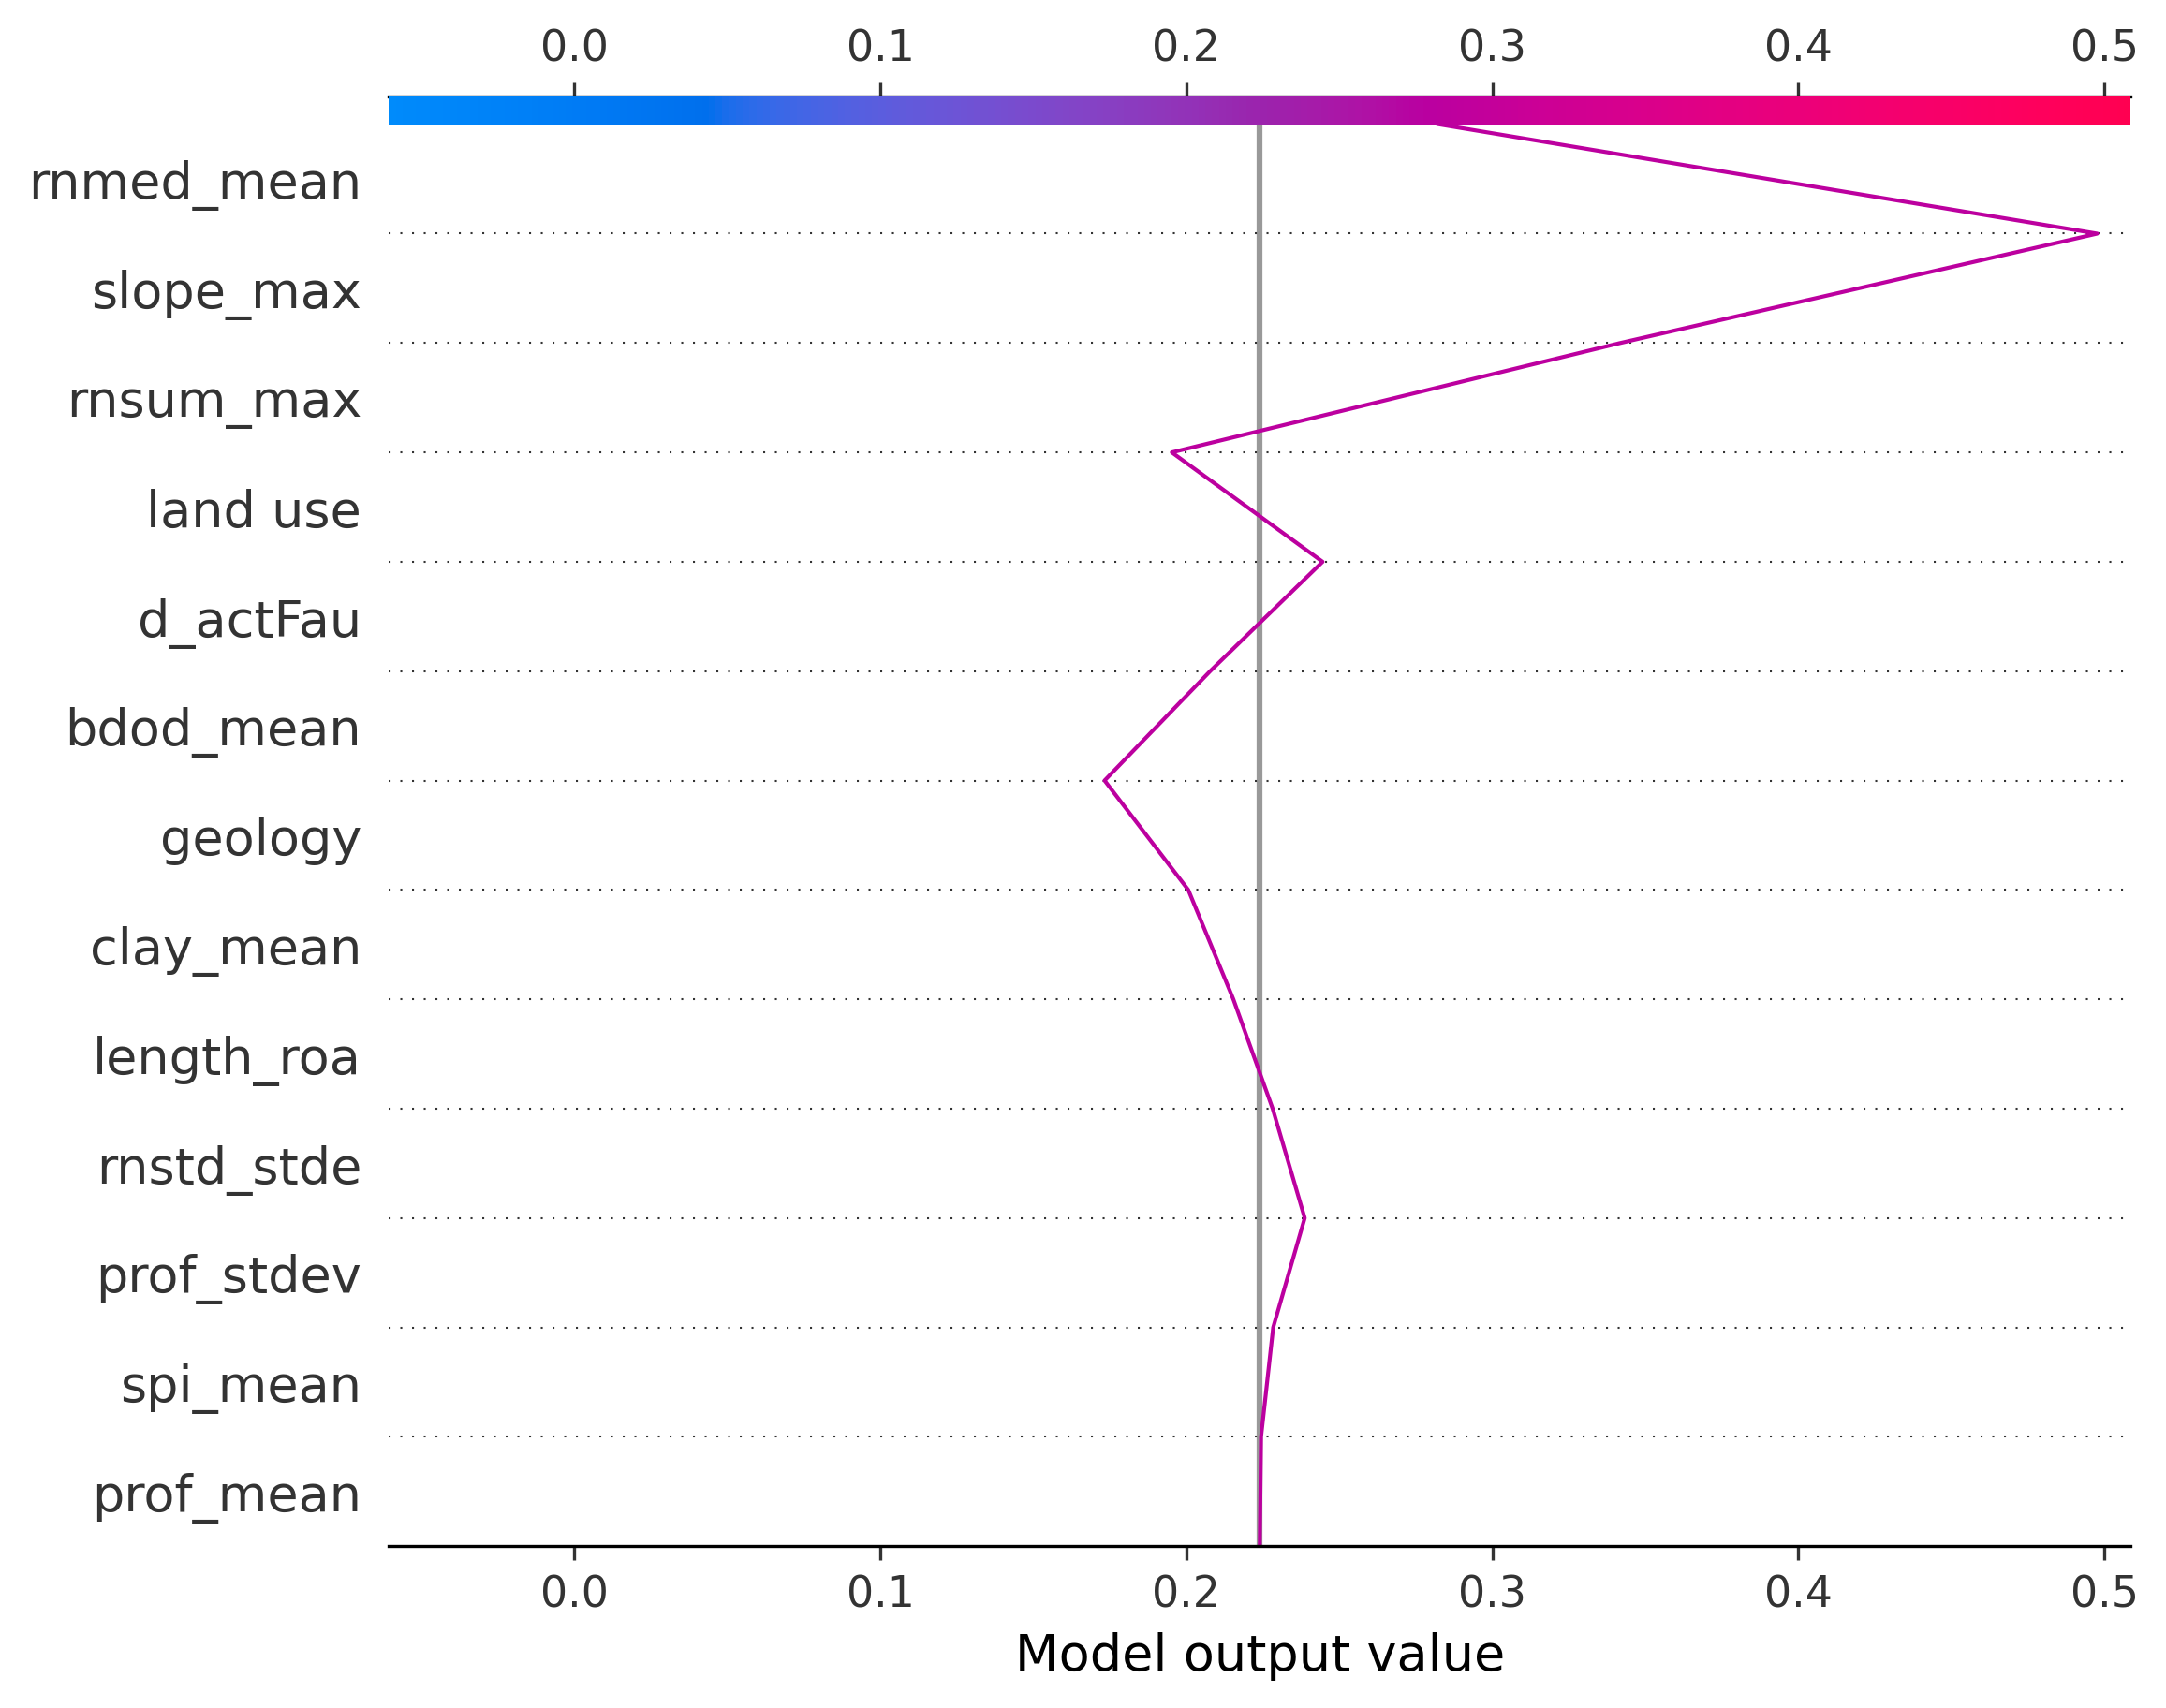 0.0 0.1 0.2 0.3 0.4 0.5
rnmed_mean
slope_max
rnsum_max
land use
d_actFau
bdod_mean
geology
clay_mean
length_roa
rnstd_stde
prof_stdev
spi_mean
prof_mean
0.0 0.1 0.2 0.3 0.4 0.5
Model output value